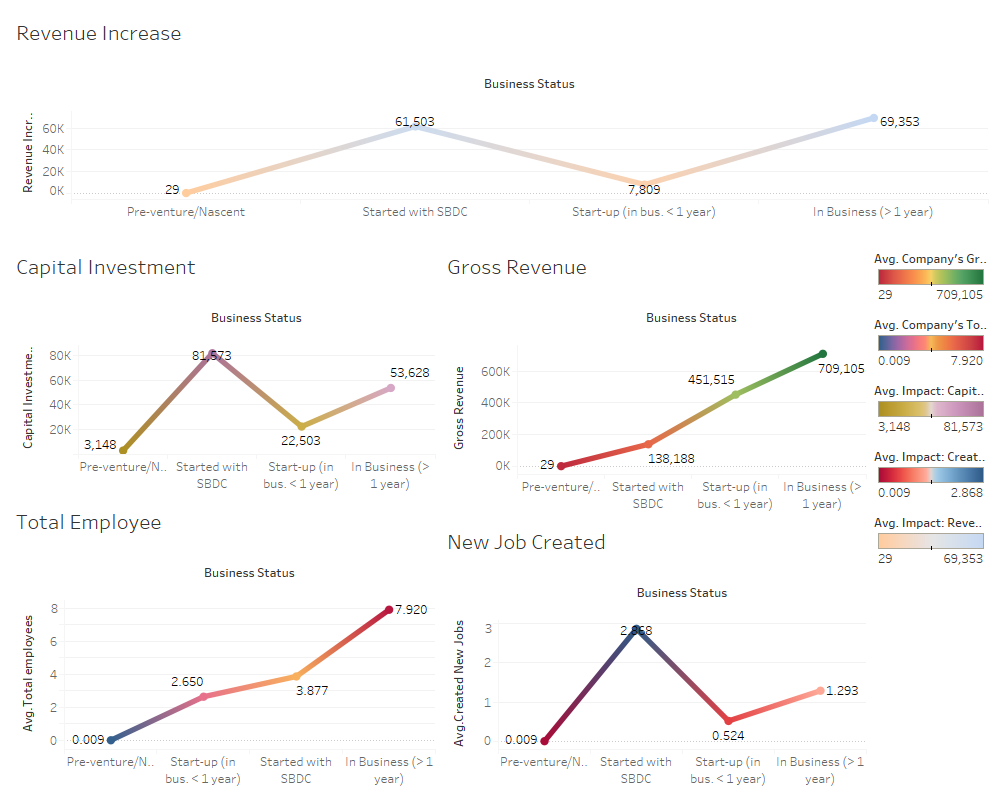 Revenue Increase
Business Status
Revenue Incr..
60K
40K
20K
0K
29
61,503
7,809
69,353
Pre-venture/Nascent
Started with SBDC
Start-up (in bus. < 1 year)
In Business (> 1 year)
Capital Investment
Business Status
Capital Investme..
80K
60K
40K
20K
3,148
81,573
22,503
53,628
Pre-venture/N..
Started with
SBDC
Start-up (in
bus. < 1 year)
In Business (>
1 year)
Gross Revenue
Business Status
Gross Revenue
600K
400K
200K
0K
29
138,188
451,515
709,105
Pre-venture/..
Started with
SBDC
Start-up (in
bus. < 1 year)
In Business (>
1 year)
Avg. Company's Gr..
29 709,105
Avg. Company's To..
0.009 7.920
Avg. Impact: Capit..
3,148 81,573
Avg. Impact: Creat..
0.009 2.868
Avg. Impact: Reve..
29 69,353
Total Employee
Business Status
Avg.Total employees
8
6
4
2
0
0.009
2.650
3.877
7.920
Pre-venture/N..
Start-up (in
bus. < 1 year)
Started with
SBDC
In Business (> 1
year)
New Job Created
Business Status
Avg.Created New Jobs
3
2
1
0
0.009
2.868
0.524
1.293
Pre-venture/N..
Started with
SBDC
Start-up (in
bus. < 1 year)
In Business (> 1
year)